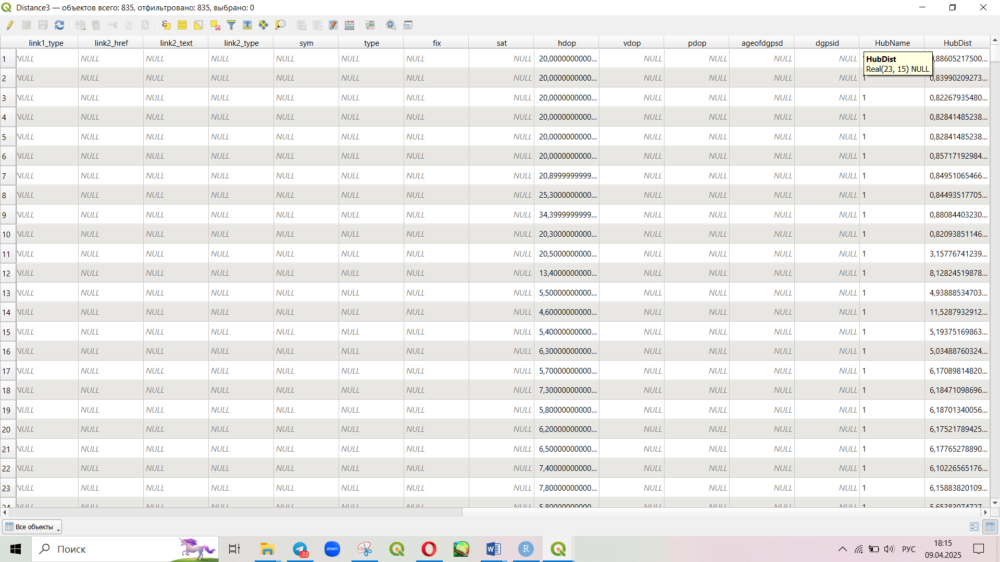 Distance3 — объектов всего: 835, отфильтровано: 835, выбрано: 0
link1_type link2_href link2_text link2_type sym type fix sat hdop vdop pdop ageofdgpsd dgpsid HubName HubDist
1 NULL NULL NULL NULL NULL NULL NULL NULL 20,0000000000... NULL NULL NULL NULL ,88605217500...
HubDist
Real(23, 15) NULL
2 NULL NULL NULL NULL NULL NULL NULL NULL 20,0000000000... NULL NULL NULL NULL 1 0,83990209273...
3 NULL NULL NULL NULL NULL NULL NULL NULL 20,0000000000... NULL NULL NULL NULL 1 0,82267935480...
4 NULL NULL NULL NULL NULL NULL NULL NULL 20,0000000000... NULL NULL NULL NULL 1 0,82841485238...
5 NULL NULL NULL NULL NULL NULL NULL NULL 20,0000000000... NULL NULL NULL NULL 1 0,82841485238...
6 NULL NULL NULL NULL NULL NULL NULL NULL 20,0000000000... NULL NULL NULL NULL 1 0,85717192984...
7 NULL NULL NULL NULL NULL NULL NULL NULL 20,8999999999... NULL NULL NULL NULL 1 0,84951065466...
8 NULL NULL NULL NULL NULL NULL NULL NULL 25,3000000000... NULL NULL NULL NULL 1 0,84493517705...
9 NULL NULL NULL NULL NULL NULL NULL NULL 34,3999999999... NULL NULL NULL NULL 1 0,88084403230...
10 NULL NULL NULL NULL NULL NULL NULL NULL 20,3000000000... NULL NULL NULL NULL 1 0,82093851146...
11 NULL NULL NULL NULL NULL NULL NULL NULL 20,5000000000... NULL NULL NULL NULL 1 3,15776741239...
12 NULL NULL NULL NULL NULL NULL NULL NULL 13,4000000000... NULL NULL NULL NULL 1 8,12824519878...
13 NULL NULL NULL NULL NULL NULL NULL NULL 5,50000000000... NULL NULL NULL NULL 1 4,93888534703...
14 NULL NULL NULL NULL NULL NULL NULL NULL 4,60000000000... NULL NULL NULL NULL 1 11,5287932912...
15 NULL NULL NULL NULL NULL NULL NULL NULL 5,40000000000... NULL NULL NULL NULL 1 5,19375169863...
16 NULL NULL NULL NULL NULL NULL NULL NULL 6,30000000000... NULL NULL NULL NULL 1 5,03488760324...
17 NULL NULL NULL NULL NULL NULL NULL NULL 5,70000000000... NULL NULL NULL NULL 1 6,17089814820...
18 NULL NULL NULL NULL NULL NULL NULL NULL 7,30000000000... NULL NULL NULL NULL 1 6,18471098696...
19 NULL NULL NULL NULL NULL NULL NULL NULL 5,80000000000... NULL NULL NULL NULL 1 6,18701340056...
20 NULL NULL NULL NULL NULL NULL NULL NULL 6,20000000000... NULL NULL NULL NULL 1 6,17521789425...
21 NULL NULL NULL NULL NULL NULL NULL NULL 6,50000000000... NULL NULL NULL NULL 1 6,17765278890...
22 NULL NULL NULL NULL NULL NULL NULL NULL 7,40000000000... NULL NULL NULL NULL 1 6,10226565176...
23 NULL NULL NULL NULL NULL NULL NULL NULL 7,80000000000... NULL NULL NULL NULL 1 6,15883820109...
24 NULL NULL NULL NULL NULL NULL NULL NULL 5,80000000000... NULL NULL NULL NULL 1 5,65383074727...
Все объекты
Поиск
.02
zoom
W
R
РУС
18:15
09.04.2025